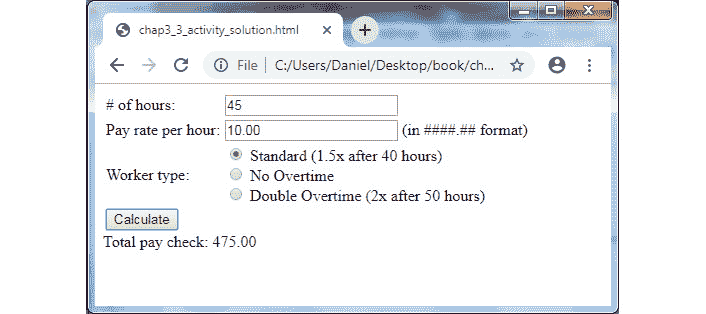 chap3_3_activity_solution.html
File | C:/Users/Daniel/Desktop/book/ch...
# of hours: 45
Pay rate per hour: 10.00 (in ####.## format)
Standard (1.5x after 40 hours)
Worker type: No Overtime
Double Overtime (2x after 50 hours)
Calculate
Total pay check: 475.00